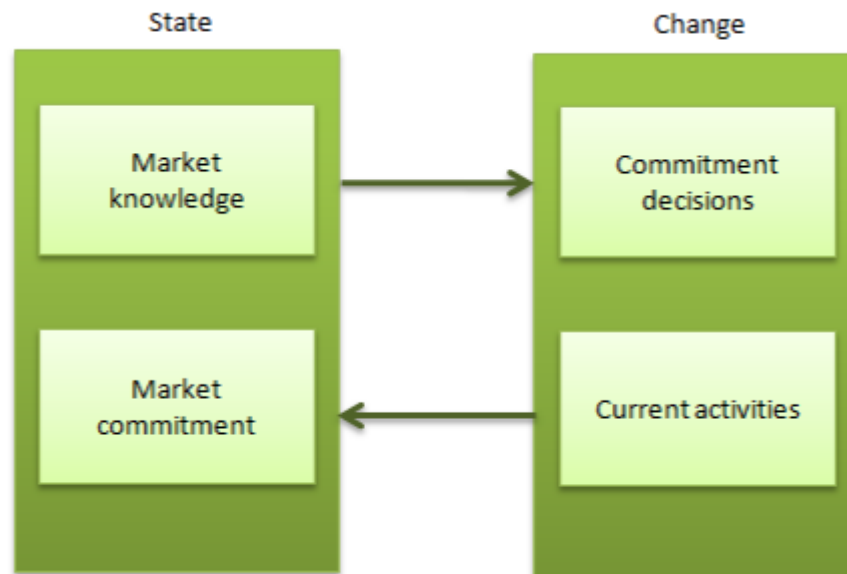 State
Change
Market
knowledge
Commitment
decisions
Market
commitment
Current activities